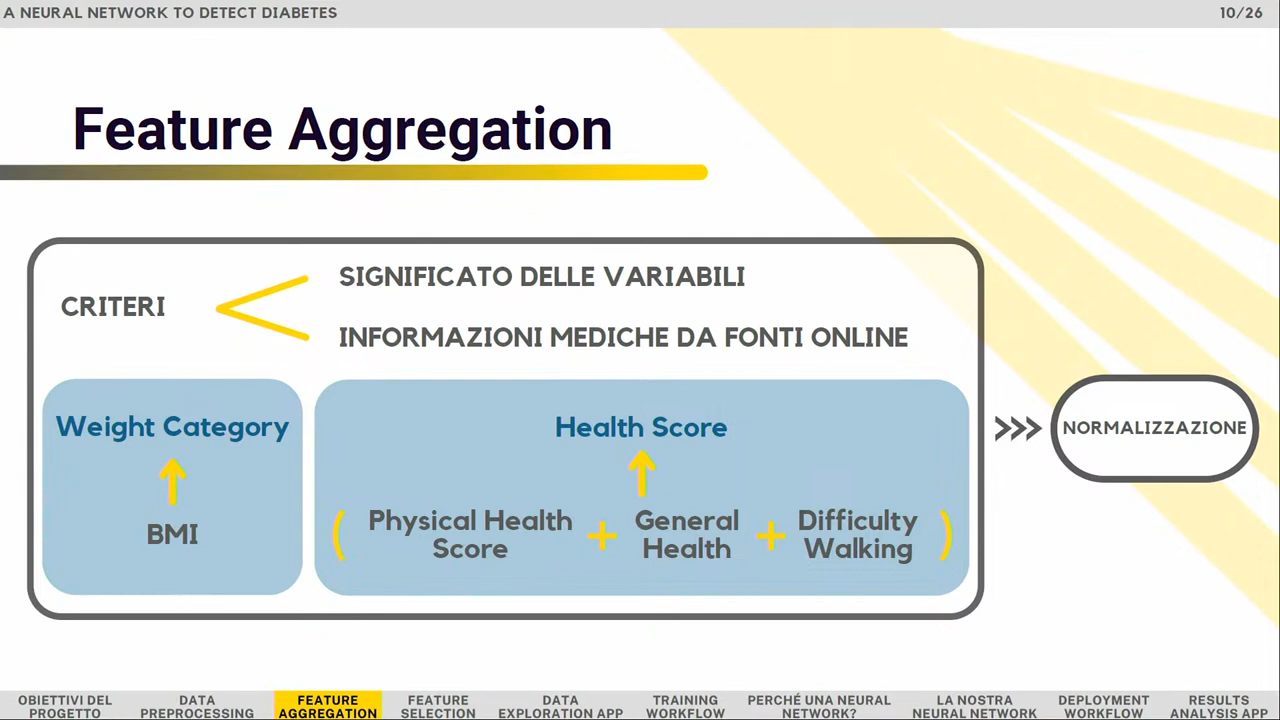 A NEURAL NETWORK TO DETECT DIABETES
10/26
Feature Aggregation
CRITERI
SIGNIFICATO DELLE VARIABILI
INFORMAZIONI MEDICHE DA FONTI ONLINE
Weight Category
BMI
Health Score
( Physical Health + General + Difficulty )
Score Health Walking
NORMALIZZAZIONE
OBIETTIVI DEL
PROGETTO
DATA
PREPROCESSING
FEATURE
AGGREGATION
FEATURE
SELECTION
DATA
EXPLORATION APP
TRAINING
WORKFLOW
PERCHÉ UNA NEURAL
NETWORK?
LA NOSTRA
NEURAL NETWORK
DEPLOYMENT
WORKFLOW
RESULTS
ANALYSIS APP